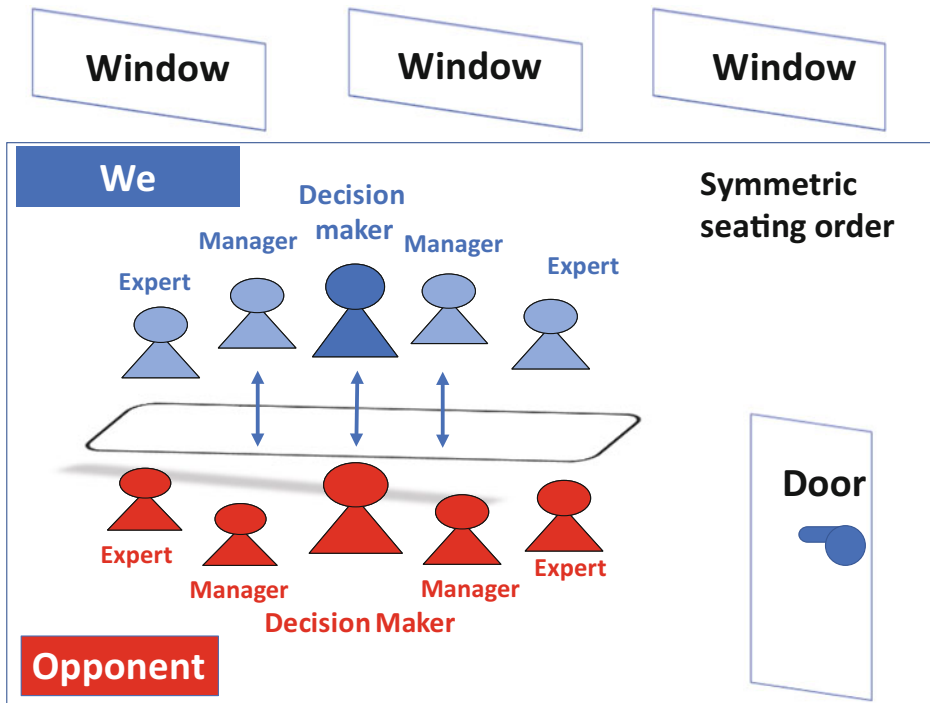 Window
Window
Window
We
Symmetric
seating order
Decision
maker
Manager
Manager
Expert
Expert
Door
Expert
Expert
Manager
Manager
Decision Maker
Opponent